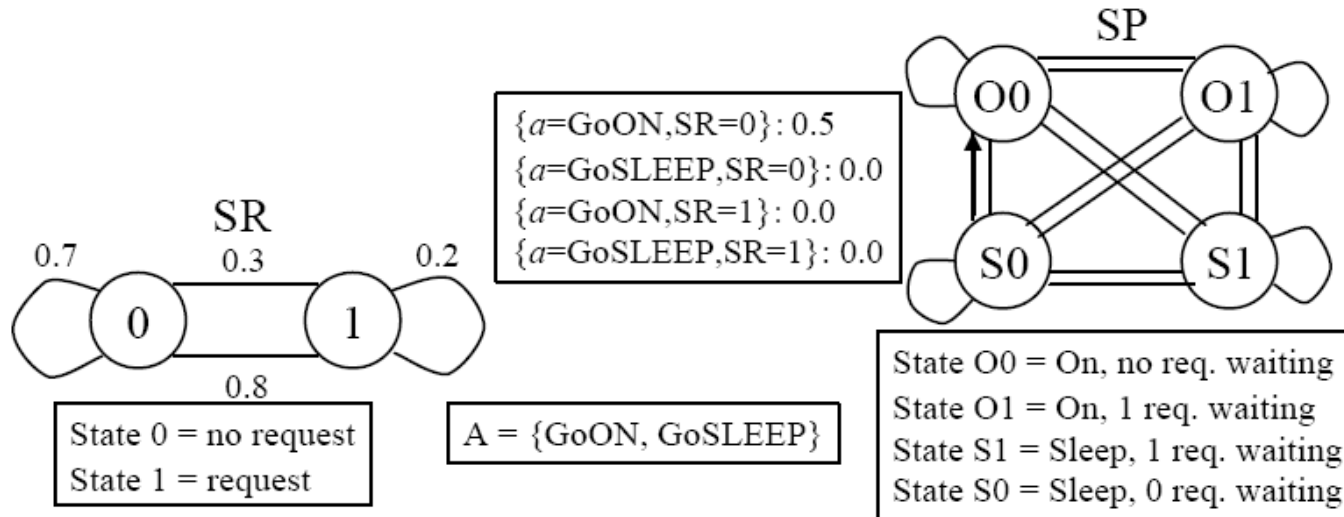 SP
O0
O1
S0
S1
{a=GoON,SR=0}: 0.5
{a=GoSLEEP,SR=0}: 0.0
{a=GoON,SR=1}: 0.0
{a=GoSLEEP,SR=1}: 0.0
SR
0.7
0.3
0.2
0
1
0.8
State 0 = no request
State 1 = request
A = {GoON, GoSLEEP}
State O0 = On, no req. waiting
State O1 = On, 1 req. waiting
State S1 = Sleep, 1 req. waiting
State S0 = Sleep, 0 req. waiting